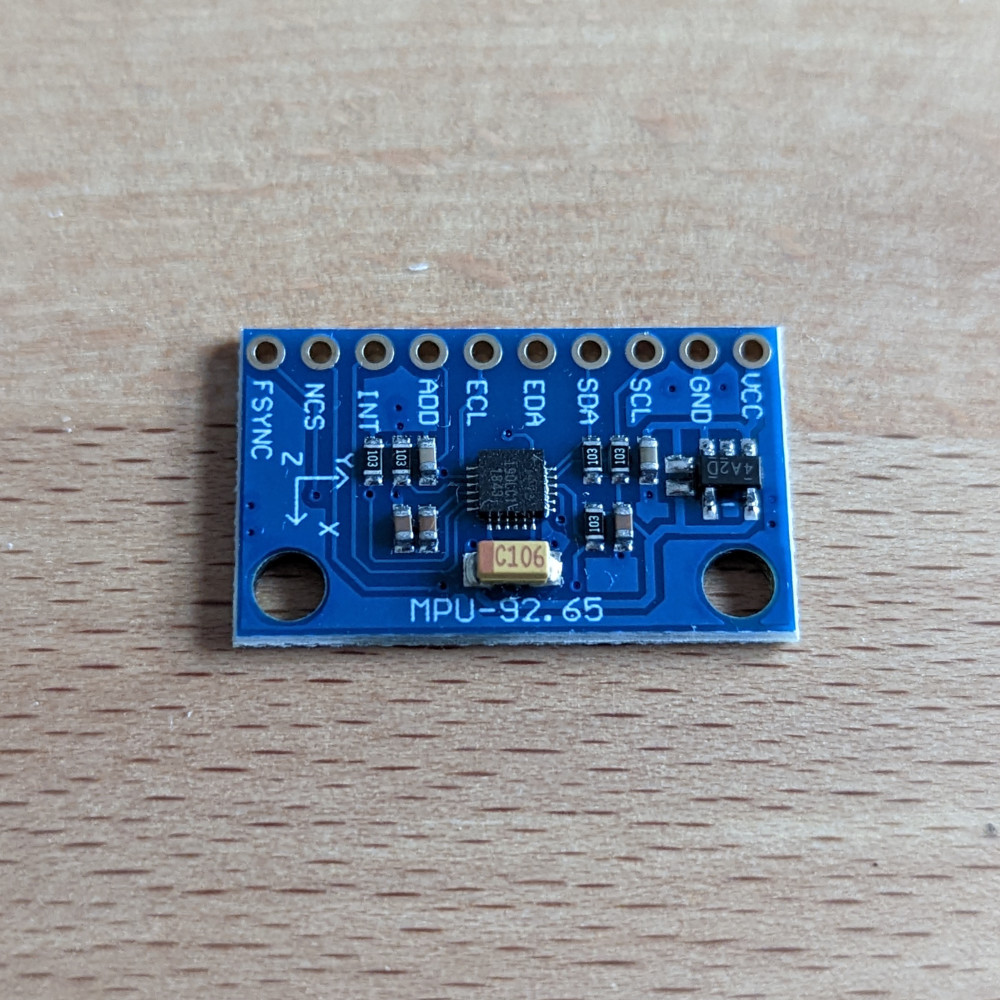 FSYNC
NCS
INT
ADD
ECL
EDA
SDA
SCL
GND
VCC
Z
Y
X
103
103
103
103
4A2D
1843
103
C106
MPU-92.65